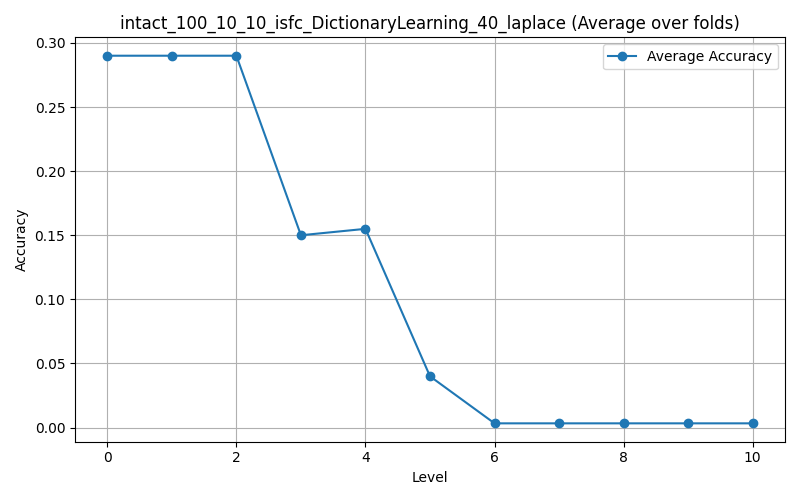 intact_100_10_10_isfc_DictionaryLearning_40_laplace (Average over folds)
Average Accuracy
0.30
0.25
0.20
0.15
0.10
0.05
0.00
Accuracy
0 2 4 6 8 10
Level